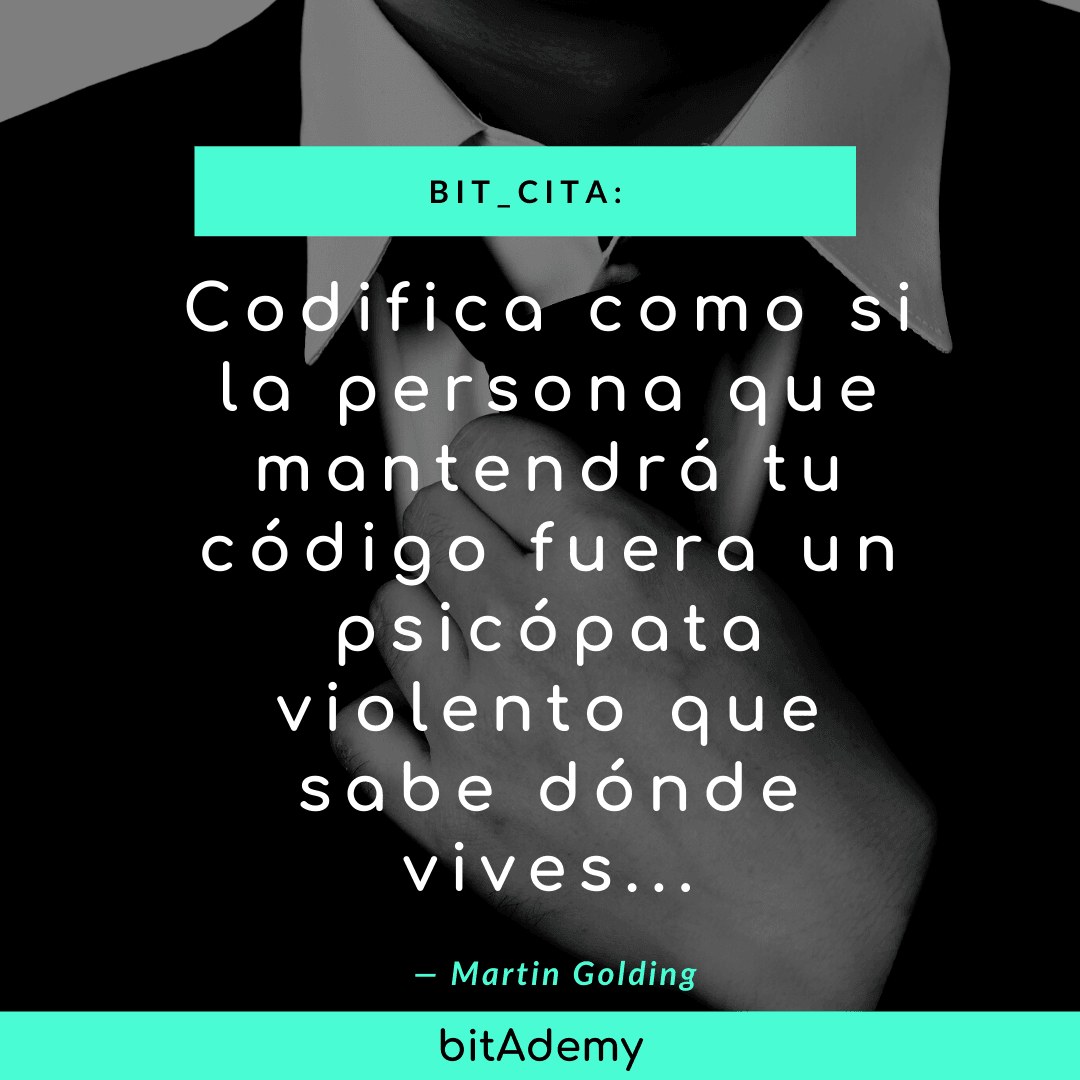 BIT_CITA:
Codifica como si
la persona que
mantendrá tu
código fuera un
psicópata
violento que
sabe dónde
vives...
— Martin Golding
bitAdemy